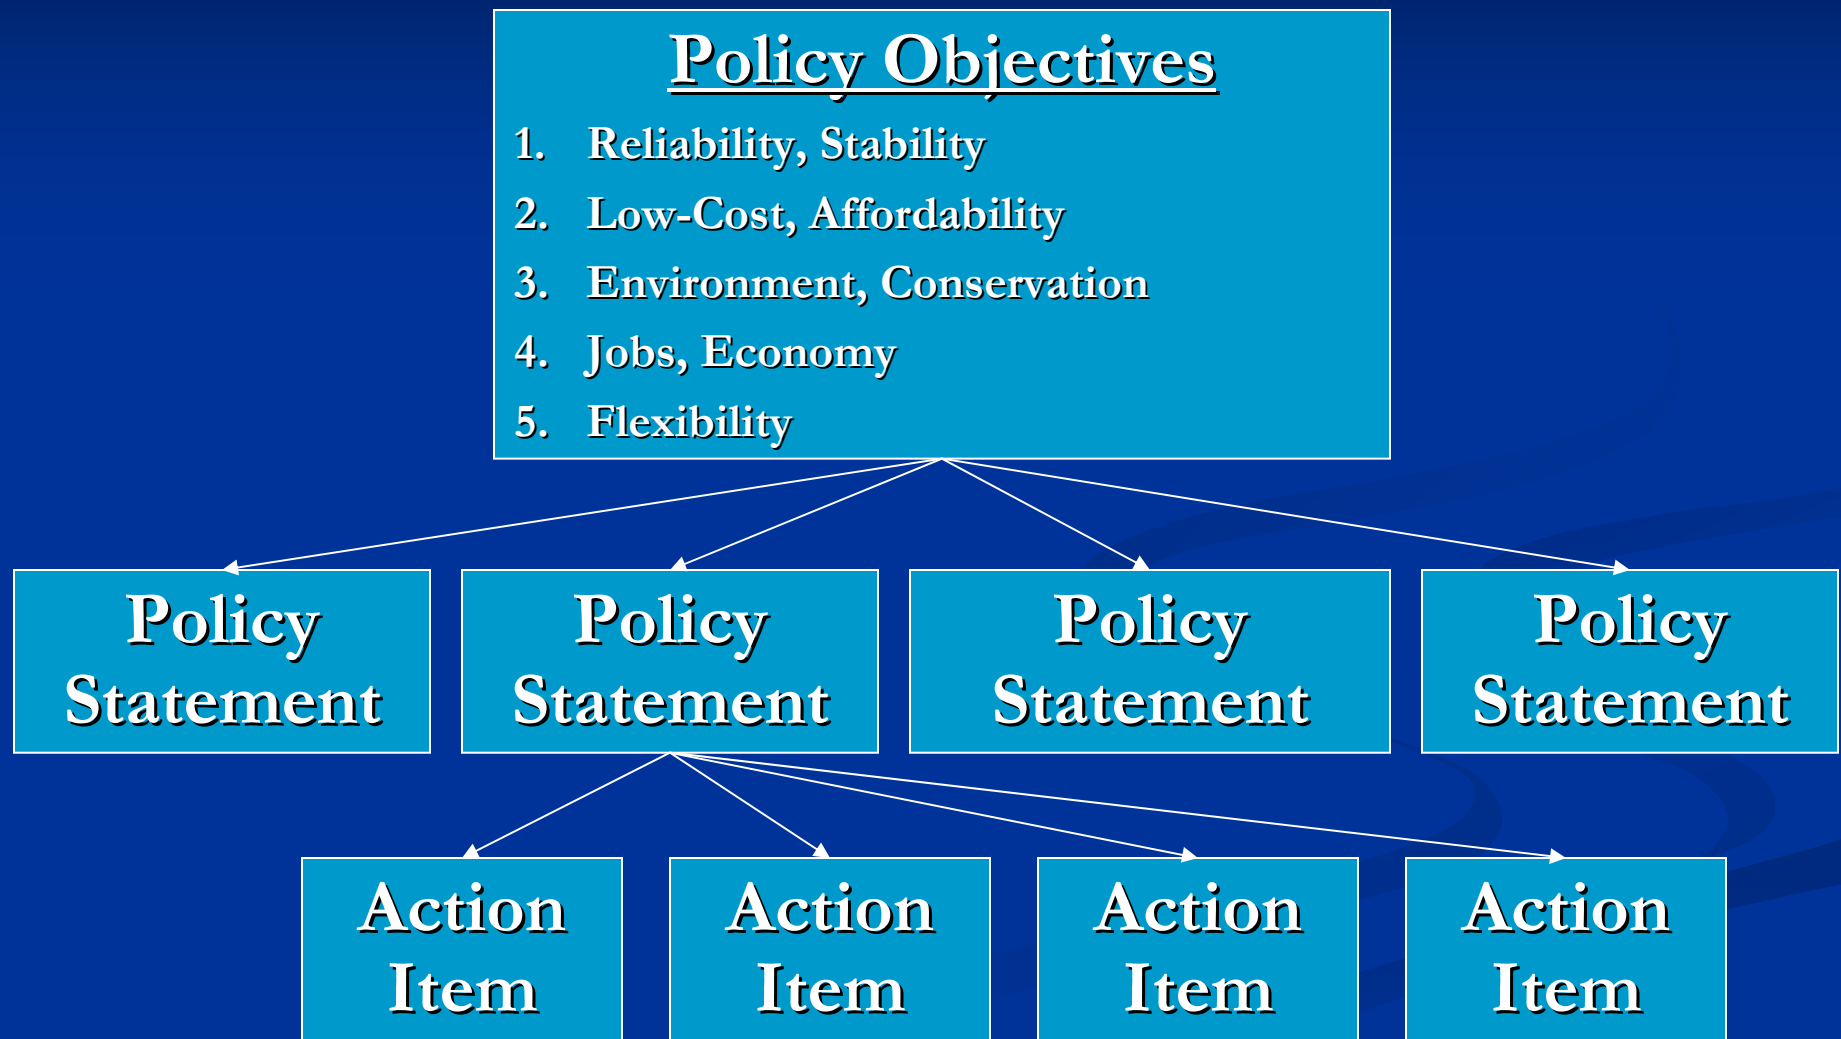 Policy Objectives
1. Reliability, Stability
2. Low-Cost, Affordability
3. Environment, Conservation
4. Jobs, Economy
5. Flexibility
Policy
Statement
Policy
Statement
Policy
Statement
Policy
Statement
Action
Item
Action
Item
Action
Item
Action
Item